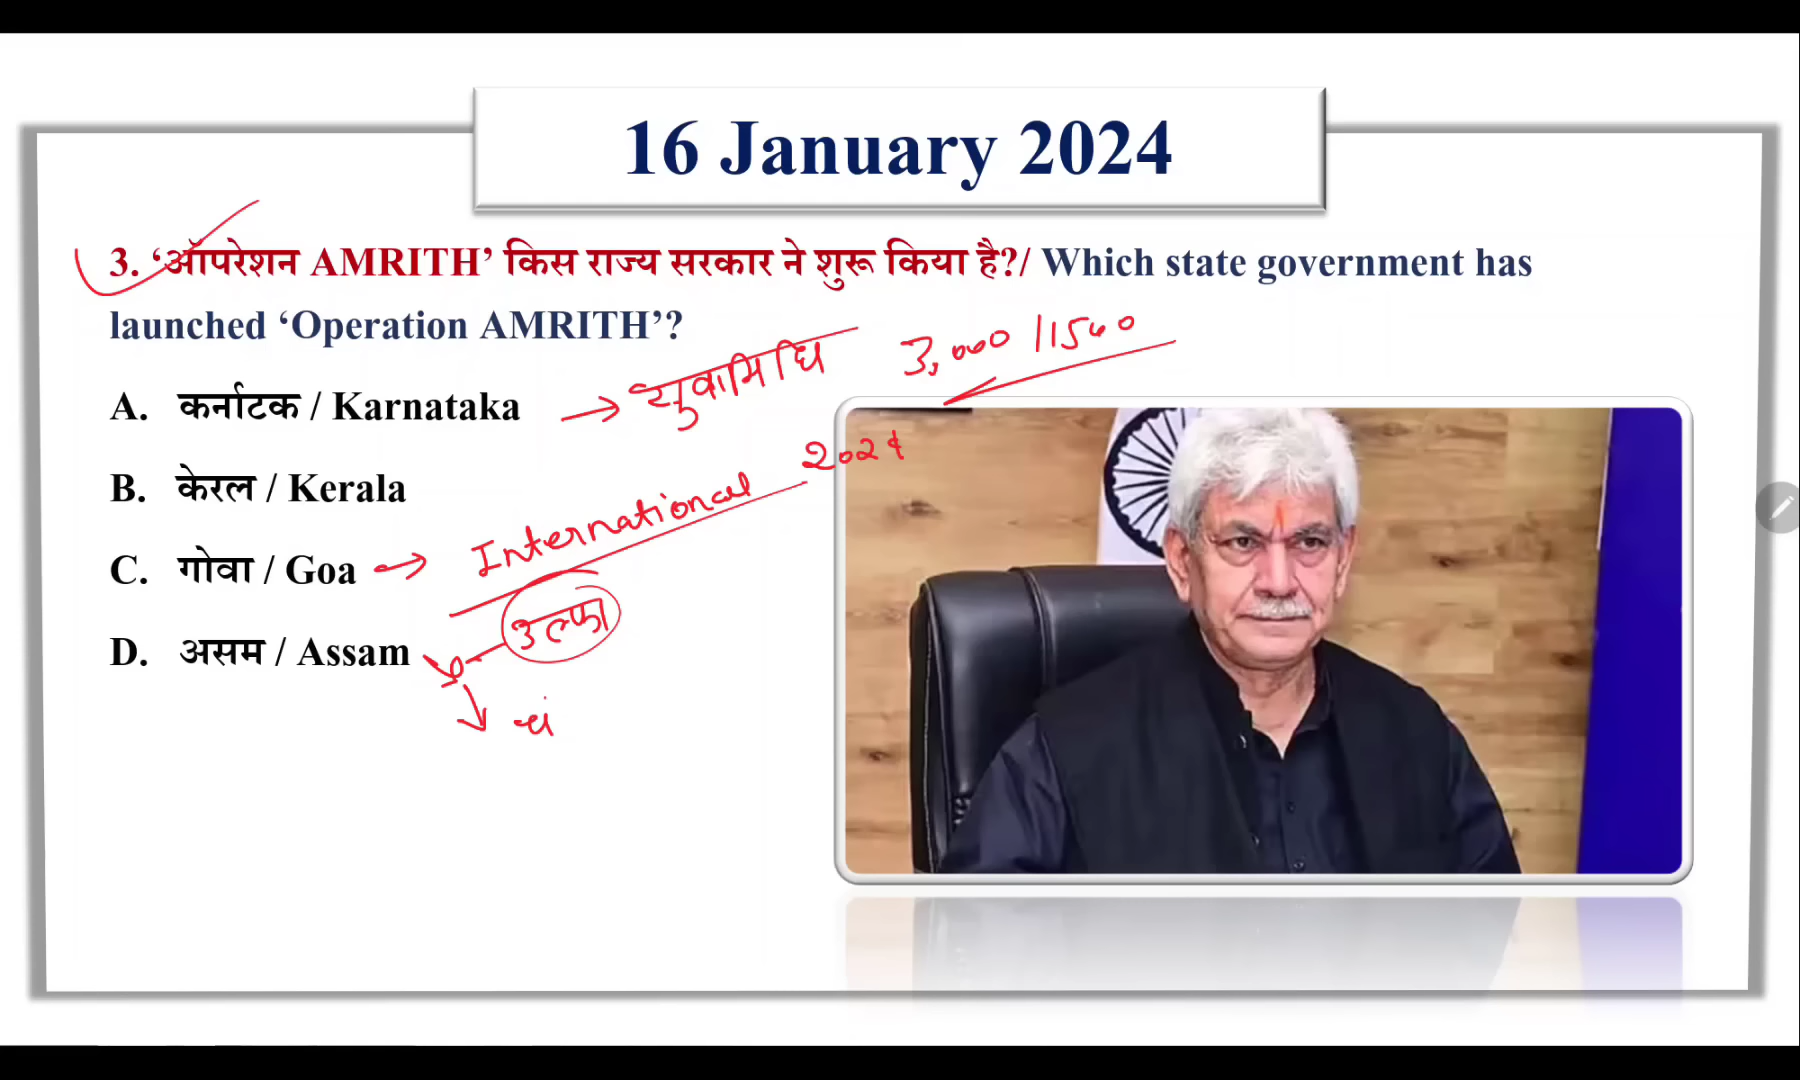 16 January 2024
3. ‘ऑपरेशन AMRITH’ किस राज्य सरकार ने शुरू किया है?/ Which state government has
launched ‘Operation AMRITH’?
3,000 / 1500
A. कर्नाटक / Karnataka → युवानिधि
B. केरल / Kerala
C. गोवा / Goa → International 2024
उल्फा
D. असम / Assam